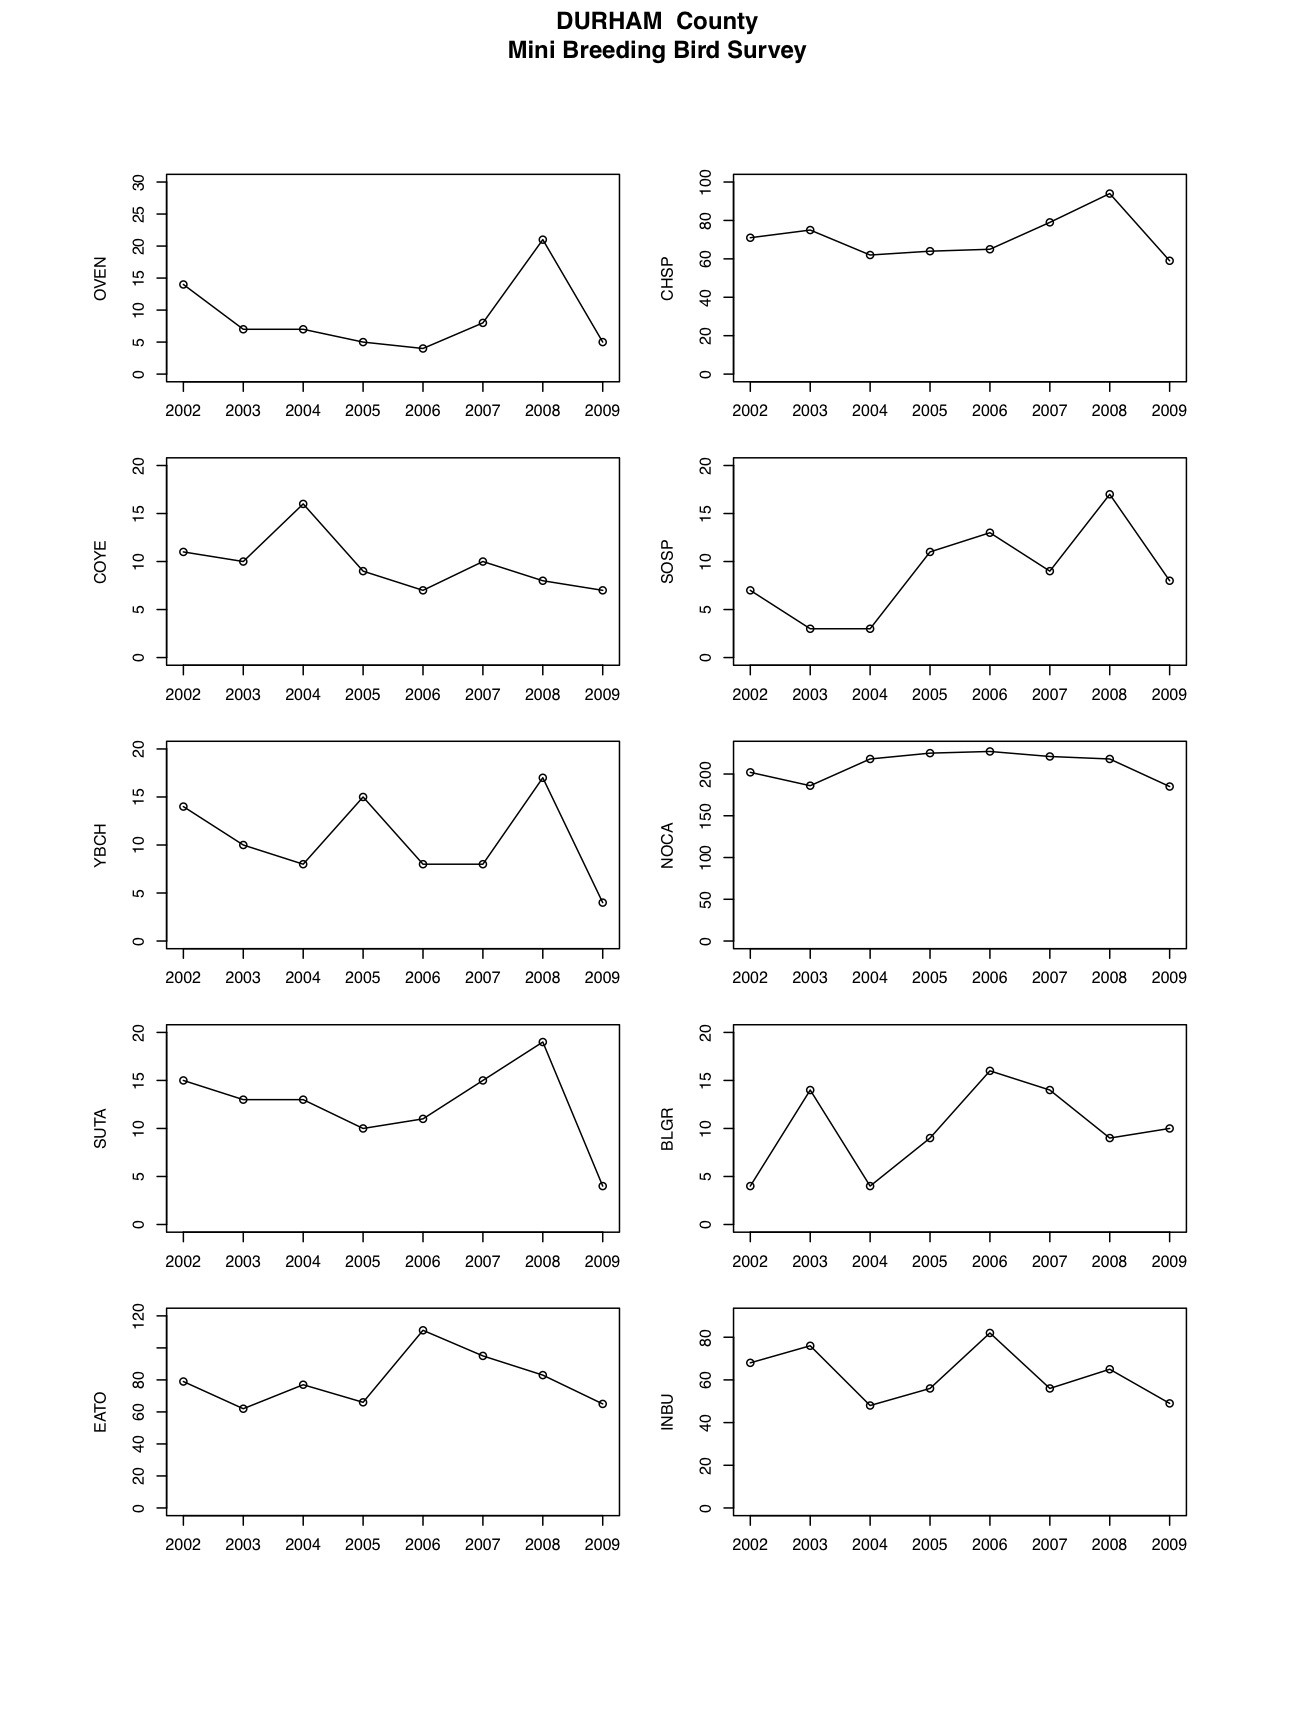 DURHAM  County
Mini Breeding Bird Survey
OVEN
0 5 10 15 20 25 30
2002 2003 2004 2005 2006 2007 2008 2009
CHSP
0 20 40 60 80 100
2002 2003 2004 2005 2006 2007 2008 2009
COYE
0 5 10 15 20
2002 2003 2004 2005 2006 2007 2008 2009
SOSP
0 5 10 15 20
2002 2003 2004 2005 2006 2007 2008 2009
YBCH
0 5 10 15 20
2002 2003 2004 2005 2006 2007 2008 2009
NOCA
0 50 100 150 200
2002 2003 2004 2005 2006 2007 2008 2009
SUTA
0 5 10 15 20
2002 2003 2004 2005 2006 2007 2008 2009
BLGR
0 5 10 15 20
2002 2003 2004 2005 2006 2007 2008 2009
EATO
0 20 40 60 80 120
2002 2003 2004 2005 2006 2007 2008 2009
INBU
0 20 40 60 80
2002 2003 2004 2005 2006 2007 2008 2009